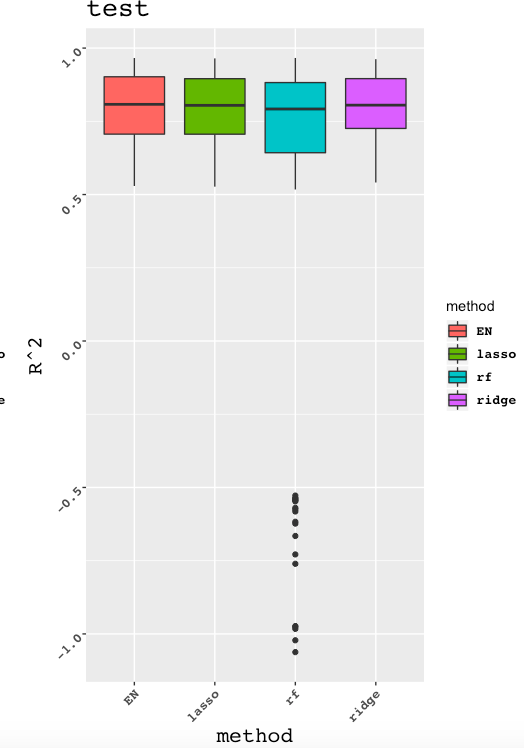 test
1.0
0.5
0.0
-0.5
-1.0
R^2
EN
lasso
rf
ridge
method
method
EN
lasso
rf
ridge